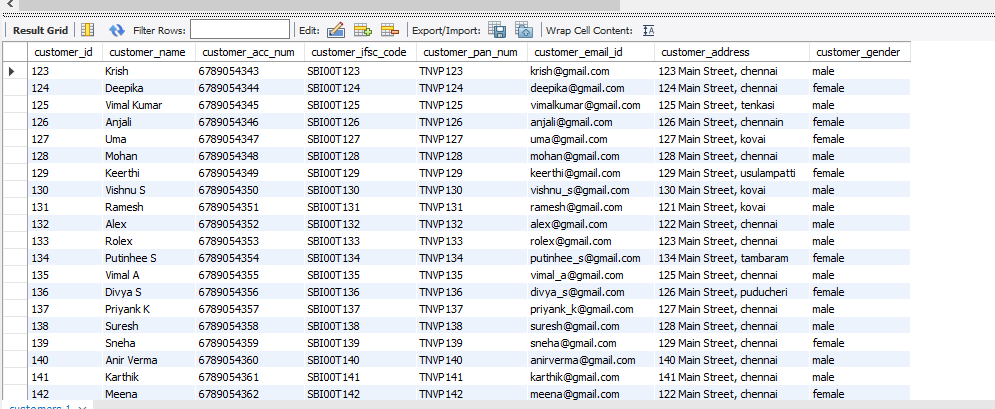 Result Grid Filter Rows: Edit: Export/Import: Wrap Cell Content:
customer_id customer_name customer_acc_num customer_ifsc_code customer_pan_num customer_email_id customer_address customer_gender
123 Krish 6789054343 SBI00T123 TNVP123 krish@gmail.com 123 Main Street, chennai male
124 Deepika 6789054344 SBI00T124 TNVP124 deepika@gmail.com 124 Main Street, chennai female
125 Vimal Kumar 6789054345 SBI00T125 TNVP125 vimalkumar@gmail.com 125 Main Street, tenkasi male
126 Anjali 6789054346 SBI00T126 TNVP126 anjali@gmail.com 126 Main Street, chennain female
127 Uma 6789054347 SBI00T127 TNVP127 uma@gmail.com 127 Main Street, kovai female
128 Mohan 6789054348 SBI00T128 TNVP128 mohan@gmail.com 128 Main Street, chennai male
129 Keerthi 6789054349 SBI00T129 TNVP129 keerthi@gmail.com 129 Main Street, usulampatti female
130 Vishnu S 6789054350 SBI00T130 TNVP130 vishnu_s@gmail.com 130 Main Street, kovai male
131 Ramesh 6789054351 SBI00T131 TNVP131 ramesh@gmail.com 121 Main Street, kovai male
132 Alex 6789054352 SBI00T132 TNVP132 alex@gmail.com 122 Main Street, chennai male
133 Rolex 6789054353 SBI00T133 TNVP133 rolex@gmail.com 123 Main Street, chennai male
134 Putinhee S 6789054354 SBI00T134 TNVP134 putinhee_s@gmail.com 134 Main Street, tambaram female
135 Vimal A 6789054355 SBI00T135 TNVP135 vimal_a@gmail.com 125 Main Street, chennai male
136 Divya S 6789054356 SBI00T136 TNVP136 divya_s@gmail.com 126 Main Street, puducheri female
137 Priyank K 6789054357 SBI00T137 TNVP137 priyank_k@gmail.com 127 Main Street, chennai male
138 Suresh 6789054358 SBI00T138 TNVP138 suresh@gmail.com 128 Main Street, chennai male
139 Sneha 6789054359 SBI00T139 TNVP139 sneha@gmail.com 129 Main Street, chennai female
140 Anir Verma 6789054360 SBI00T140 TNVP140 anirverma@gmail.com 140 Main Street, chennai male
141 Karthik 6789054361 SBI00T141 TNVP141 karthik@gmail.com 141 Main Street, chennai male
142 Meena 6789054362 SBI00T142 TNVP142 meena@gmail.com 122 Main Street, chennai female
customers 1